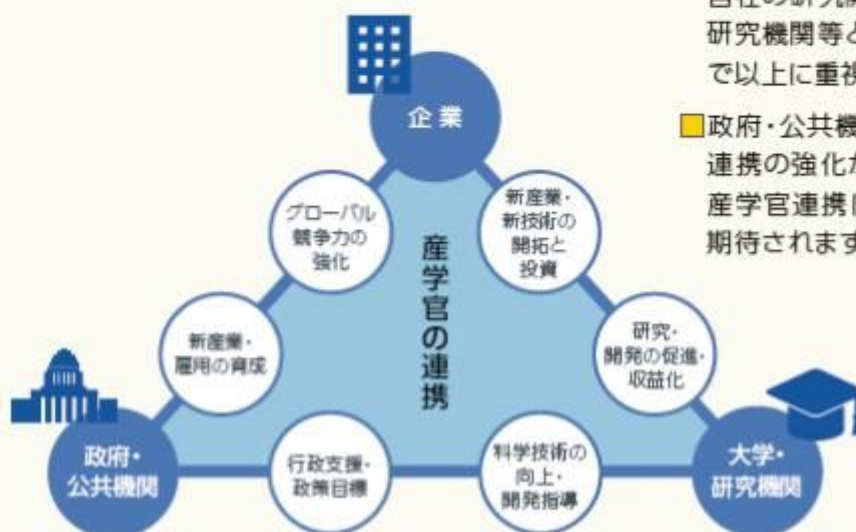 研究機関等と
で以上に重視
■政府・公共機
連携の強化が
産学官連携に
期待されます
企業
グローバル
競争力の
強化
新産業・
新技術の
開拓と
投資
産学官の連携
新産業・
雇用の育成
研究・
開発の促進・
収益化
政府・
公共機関
行政支援・
政策目標
科学技術の
向上・
開発指導
大学・
研究機関